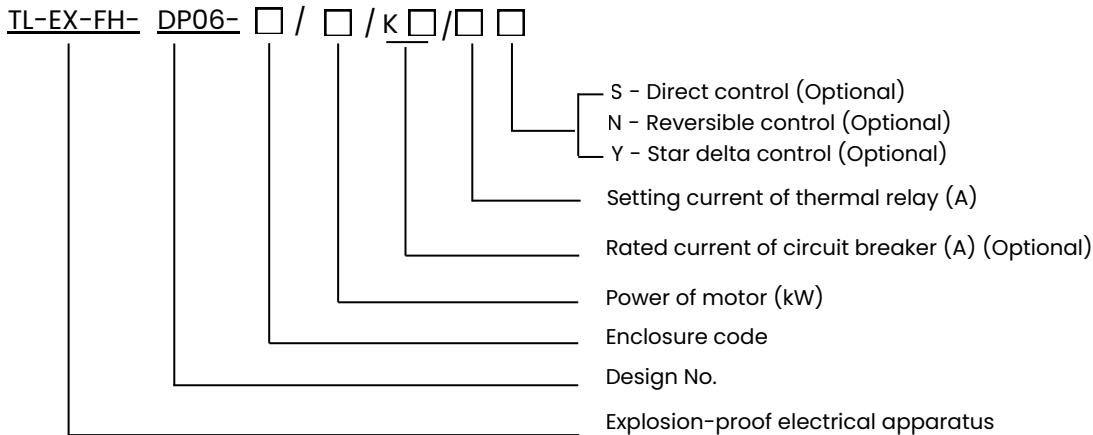 TL-EX-FH- DP06- □ / □ / K □ / □ □
S - Direct control (Optional)
N - Reversible control (Optional)
Y - Star delta control (Optional)
Setting current of thermal relay (A)
Rated current of circuit breaker (A) (Optional)
Power of motor (kW)
Enclosure code
Design No.
Explosion-proof electrical apparatus